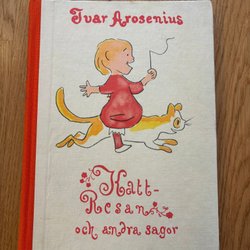 Ivar Arosenius
Katt-
Resan
och andra sagor